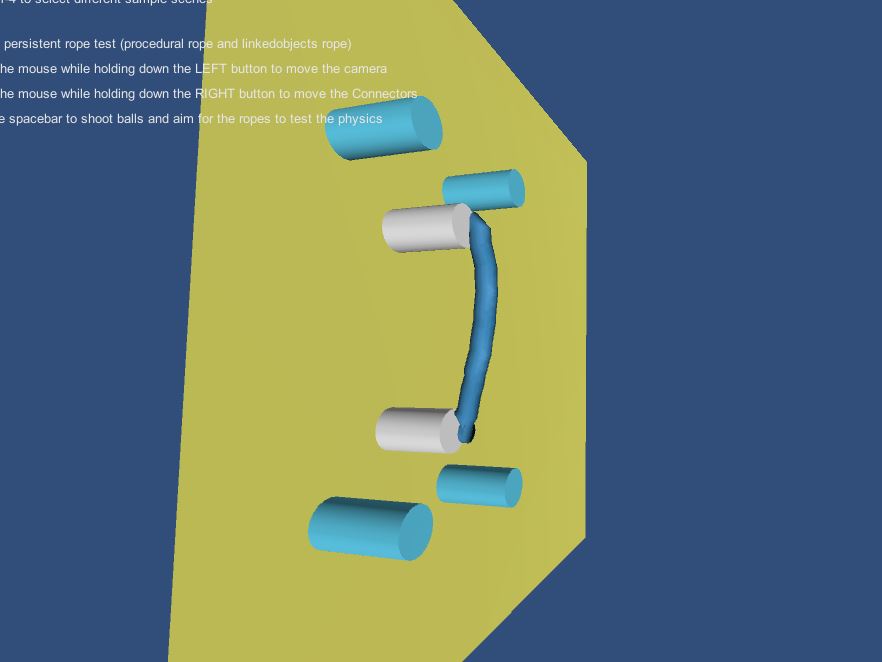 to select different sample scenes
persistent rope test (procedural rope and linkedobjects rope)
he mouse while holding down the LEFT button to move the camera
he mouse while holding down the RIGHT button to move the Connectors
e spacebar to shoot balls and aim for the ropes to test the physics